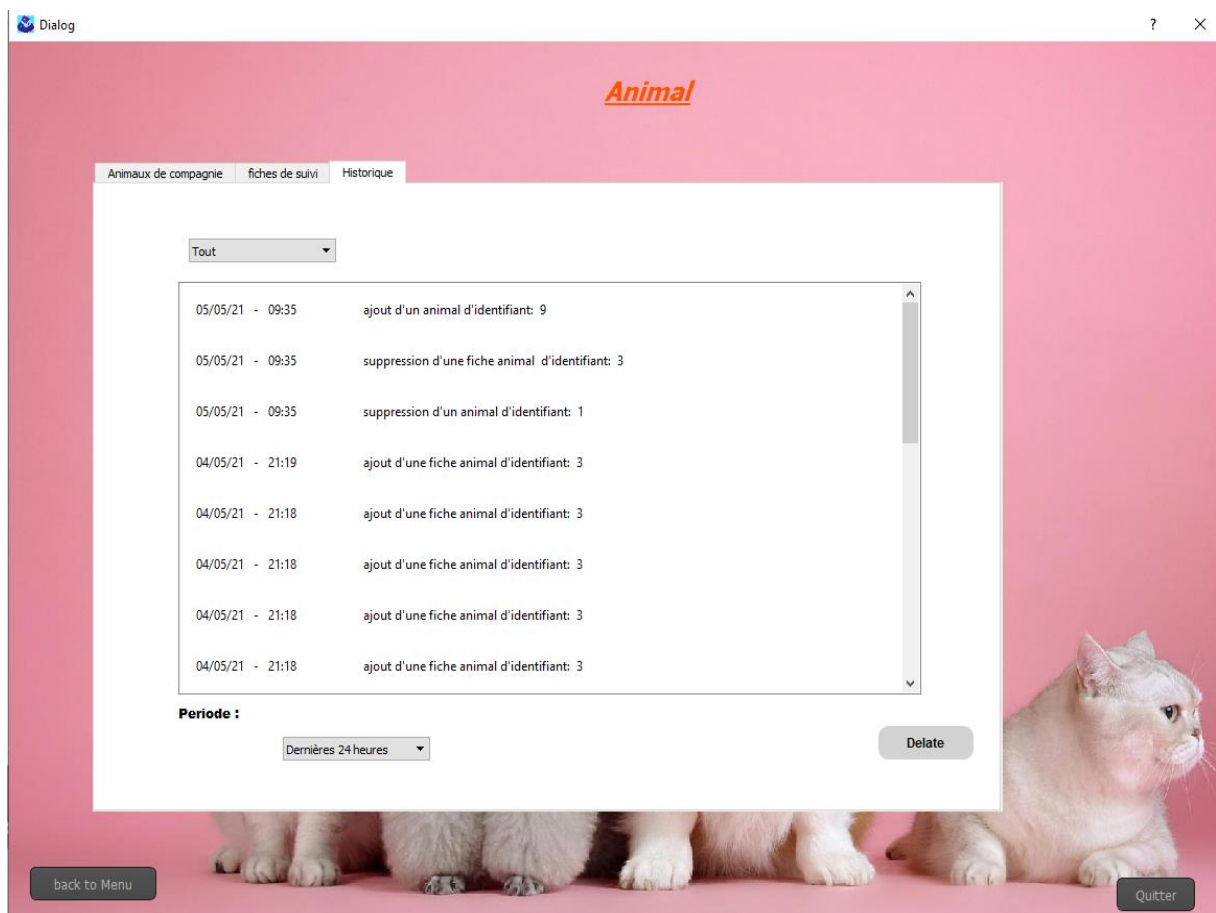 Dialog
?
Animal
Animaux de compagnie fiches de suivi Historique
Tout
05/05/21 - 09:35 ajout d'un animal d'identifiant: 9
05/05/21 - 09:35 suppression d'une fiche animal d'identifiant: 3
05/05/21 - 09:35 suppression d'un animal d'identifiant: 1
04/05/21 - 21:19 ajout d'une fiche animal d'identifiant: 3
04/05/21 - 21:18 ajout d'une fiche animal d'identifiant: 3
04/05/21 - 21:18 ajout d'une fiche animal d'identifiant: 3
04/05/21 - 21:18 ajout d'une fiche animal d'identifiant: 3
04/05/21 - 21:18 ajout d'une fiche animal d'identifiant: 3
Periode :
Dernières 24 heures
Delate
back to Menu
Quitter